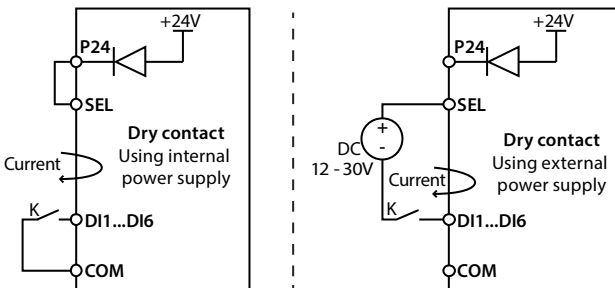 +24V
P24
SEL
Dry contact
Using internal
power supply
Current
K
DI1...DI6
COM
+24V
P24
SEL
+
-
DC
12 - 30V
Dry contact
Using external
power supply
Current
K
DI1...DI6
COM